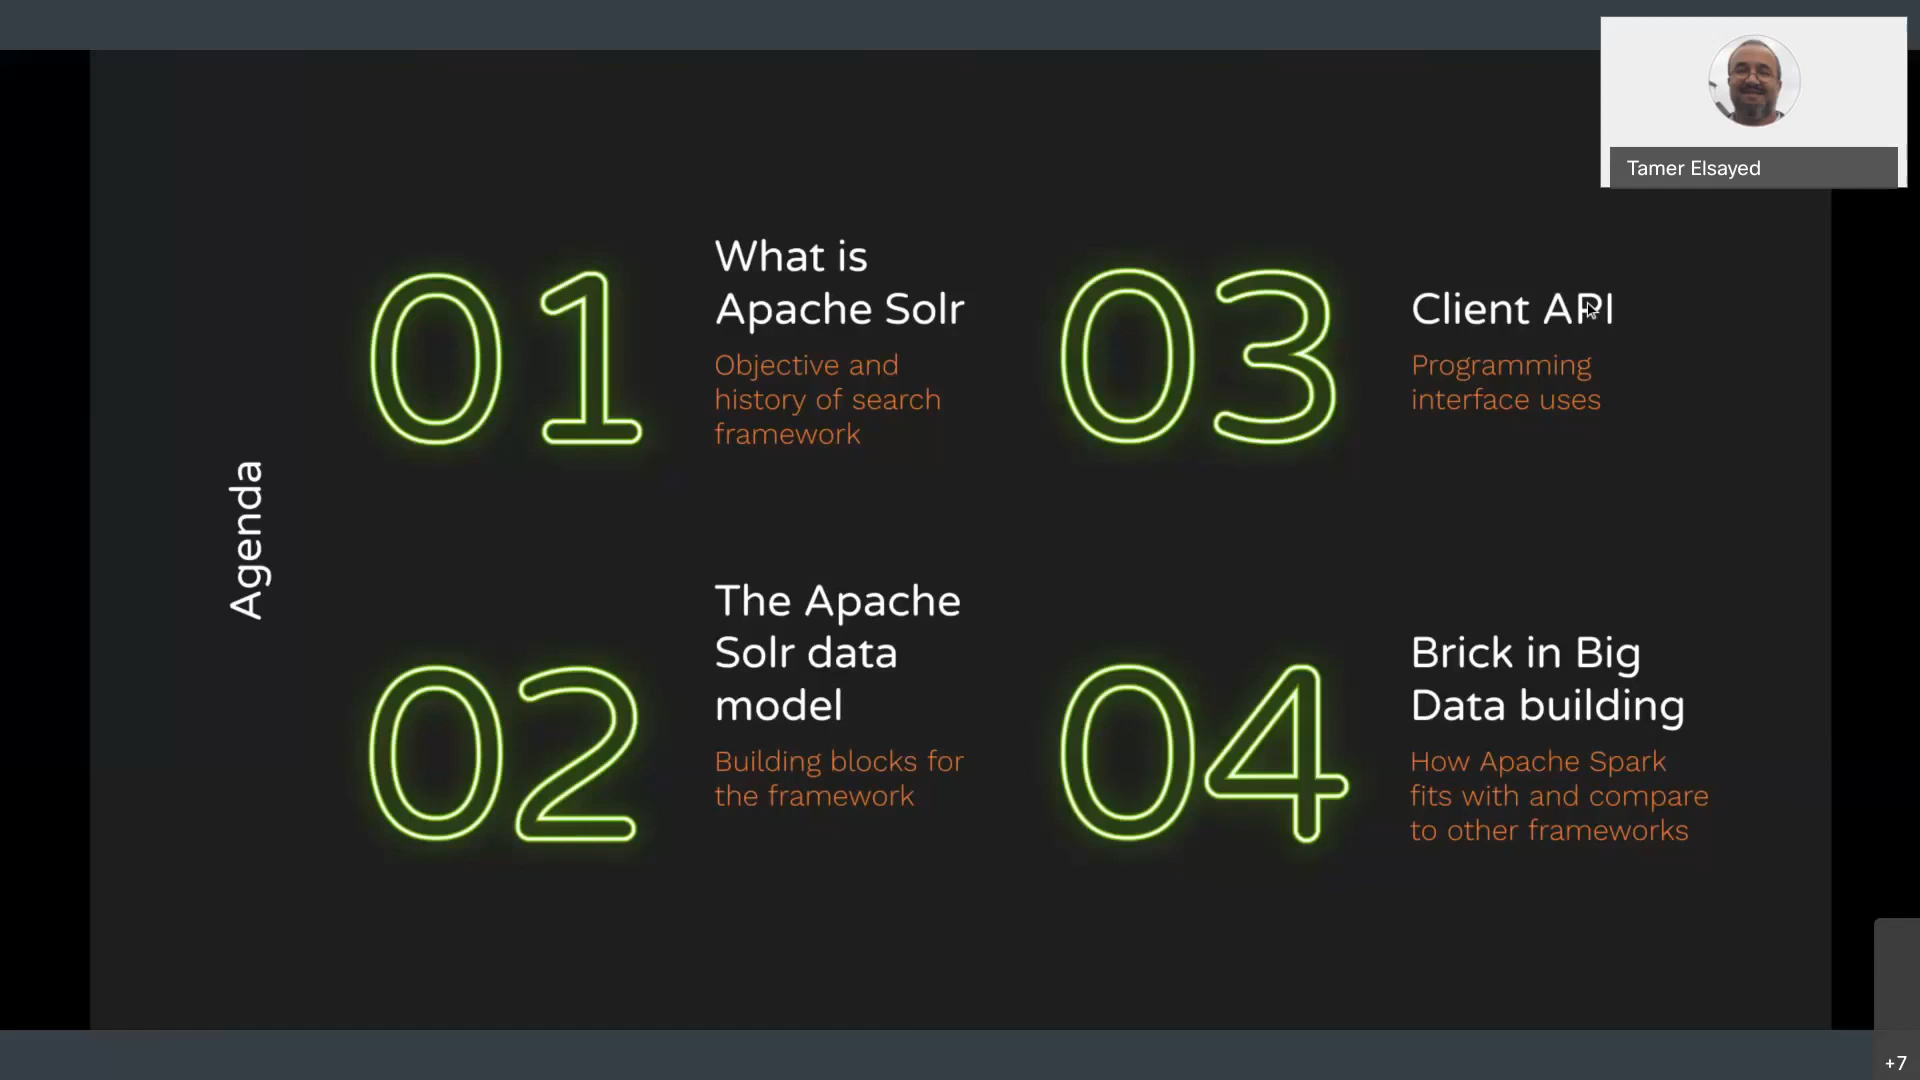 Tamer Elsayed
Agenda
01
What is
Apache Solr
Objective and
history of search
framework
02
The Apache
Solr data
model
Building blocks for
the framework
03
Client API
Programming
interface uses
04
Brick in Big
Data building
How Apache Spark
fits with and compare
to other frameworks
+7